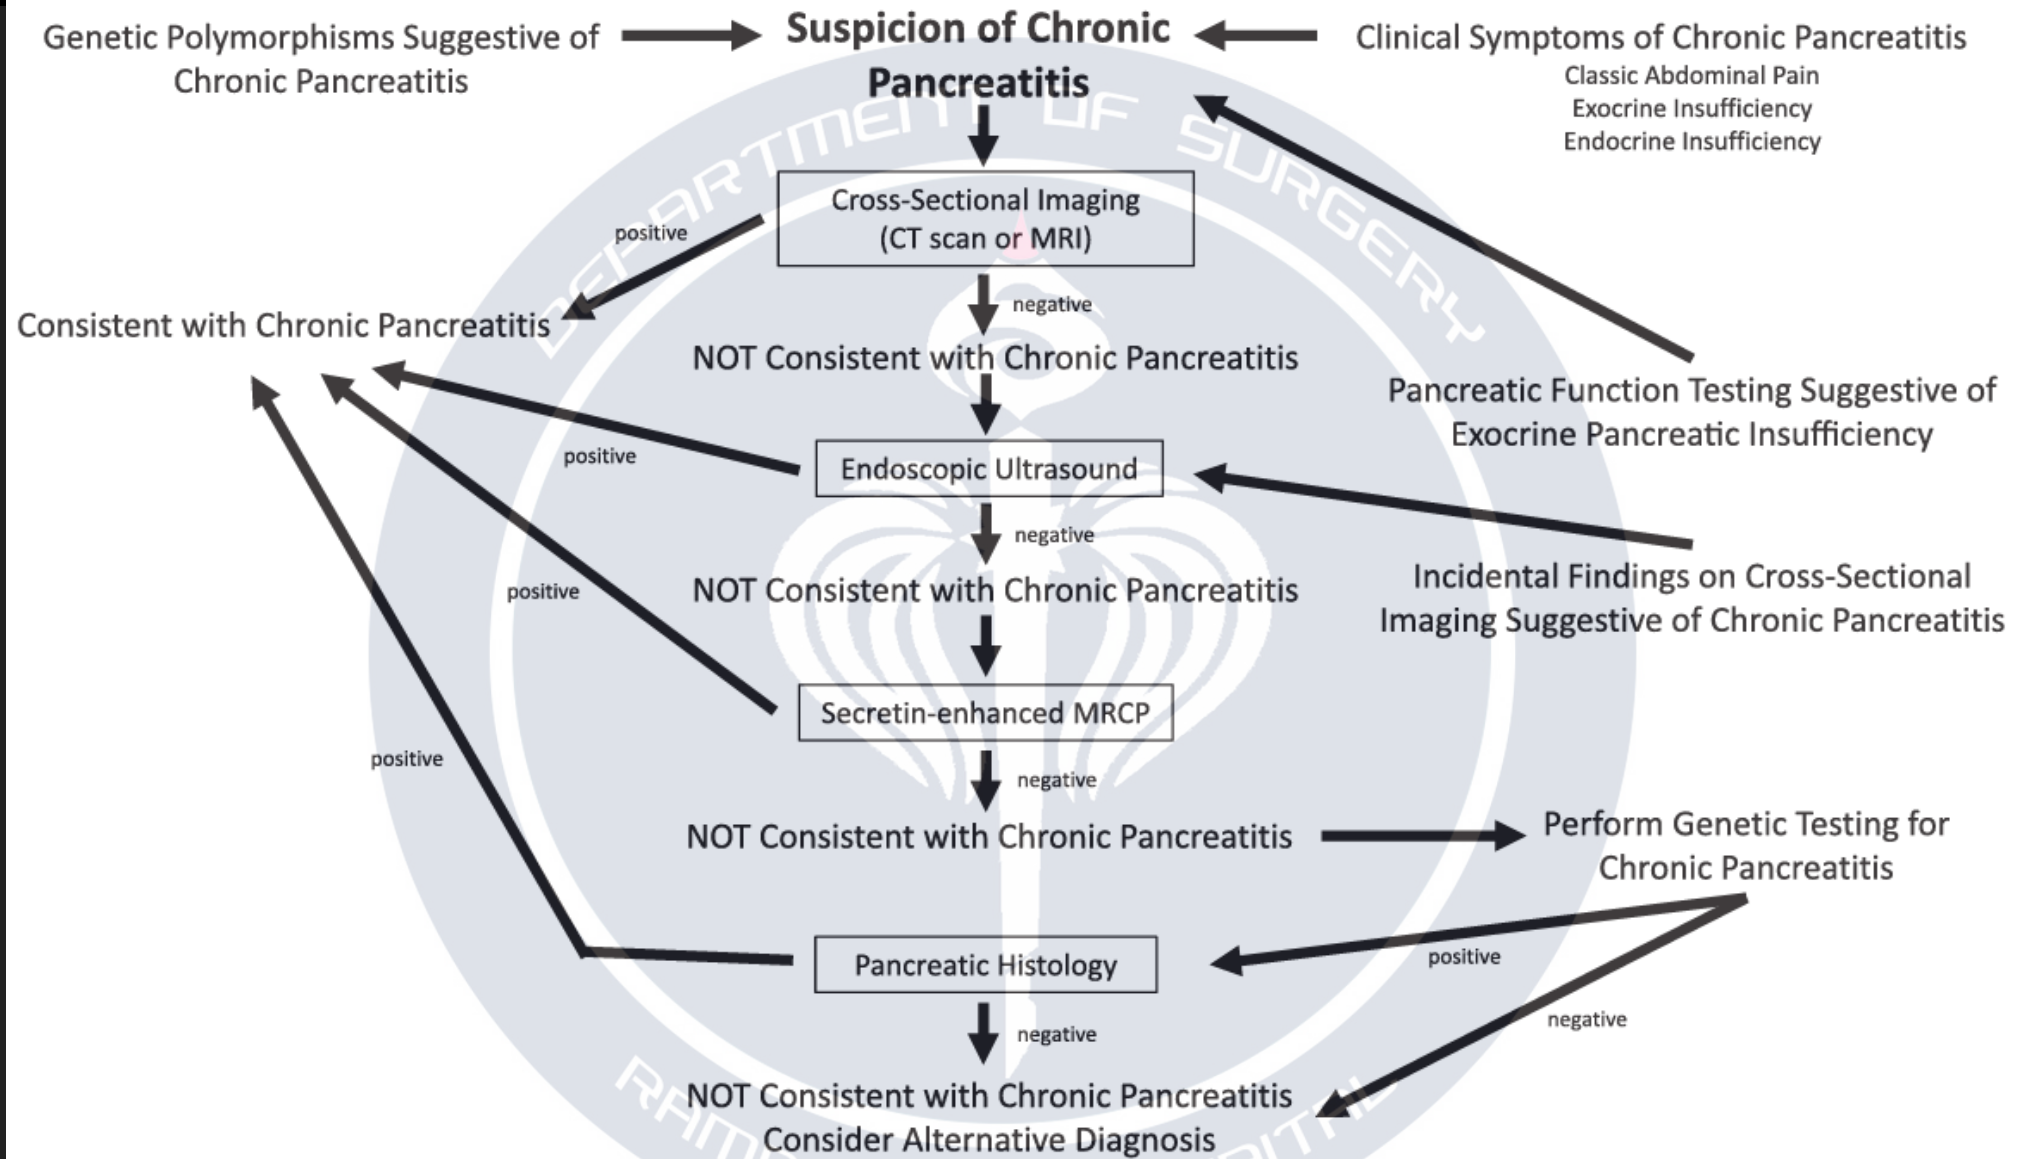 Genetic Polymorphisms Suggestive of
Chronic Pancreatitis
Suspicion of Chronic
Pancreatitis
Clinical Symptoms of Chronic Pancreatitis
Classic Abdominal Pain
Exocrine Insufficiency
Endocrine Insufficiency
DEPARTMENT OF SURGERY
Cross-Sectional Imaging
(CT scan or MRI)
positive
negative
Consistent with Chronic Pancreatitis
NOT Consistent with Chronic Pancreatitis
Pancreatic Function Testing Suggestive of
Exocrine Pancreatic Insufficiency
positive
Endoscopic Ultrasound
negative
Incidental Findings on Cross-Sectional
Imaging Suggestive of Chronic Pancreatitis
positive
NOT Consistent with Chronic Pancreatitis
Secretin-enhanced MRCP
positive
negative
NOT Consistent with Chronic Pancreatitis
Perform Genetic Testing for
Chronic Pancreatitis
Pancreatic Histology
positive
negative
negative
NOT Consistent with Chronic Pancreatitis
Consider Alternative Diagnosis